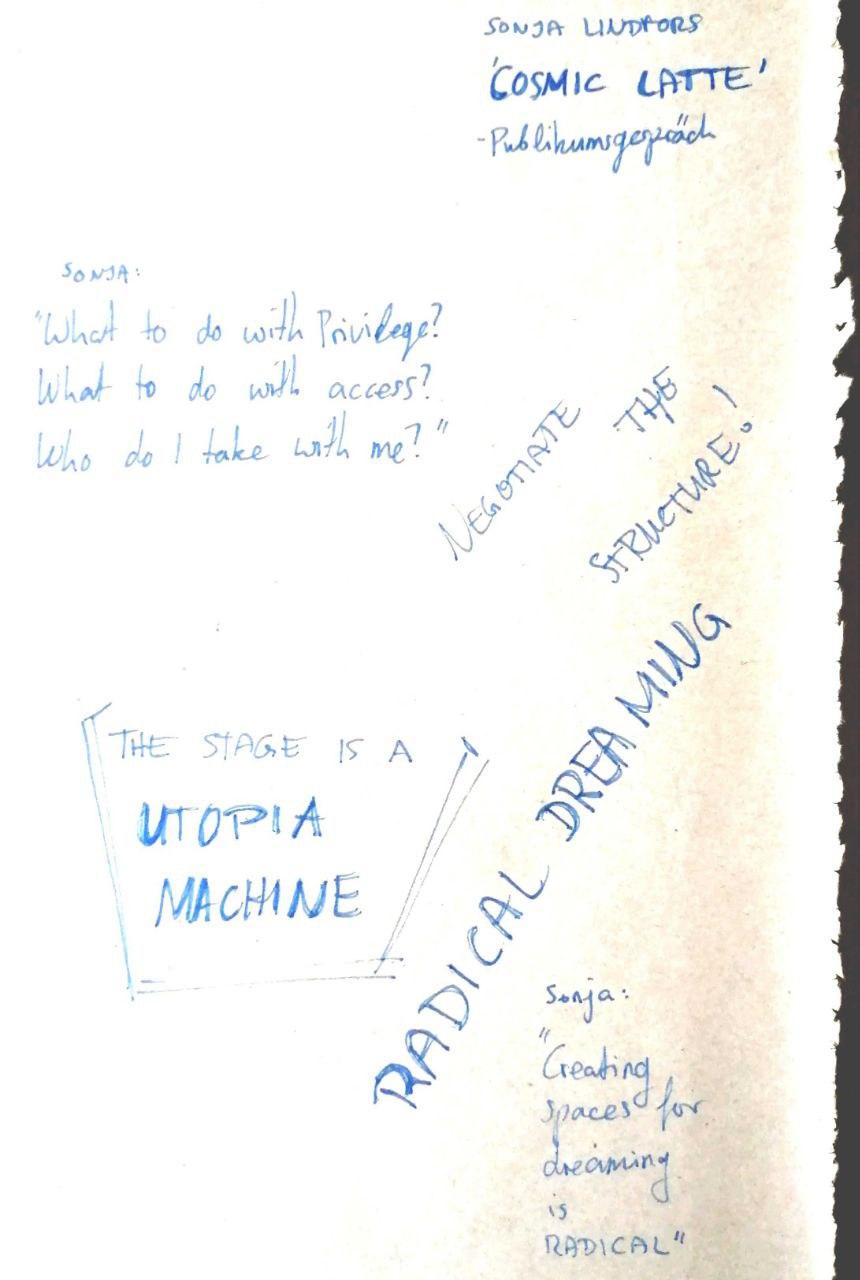 SONJA LINDFORS
'COSMIC LATTE'
-Publikumsgespräch
SONJA:
"What to do with Privilege?
What to do with access?
Who do I take with me?"
NEGOTIATE THE
STRUCTURE!
RADICAL DREAMING
THE STAGE IS A
UTOPIA
MACHINE
Sonja:
"Creating
spaces for
dreaming
is
RADICAL"